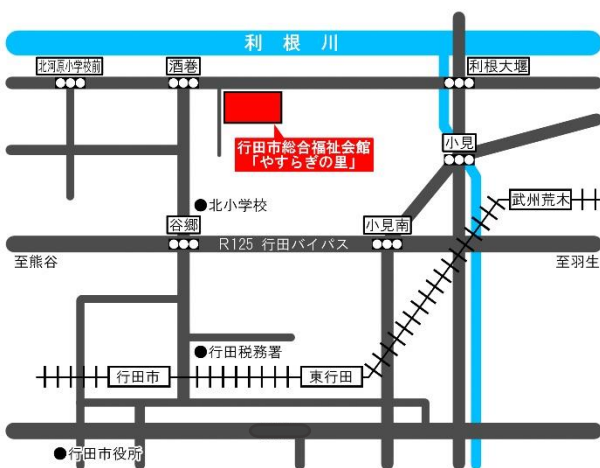 利根川
北河原小学校前
酒巻
利根大堰
行田市総合福祉会館
「やすらぎの里」
小見
武州荒木
●北小学校
谷郷
小見南
R125 行田バイパス
至熊谷
至羽生
●行田税務署
行田市
東行田
●行田市役所